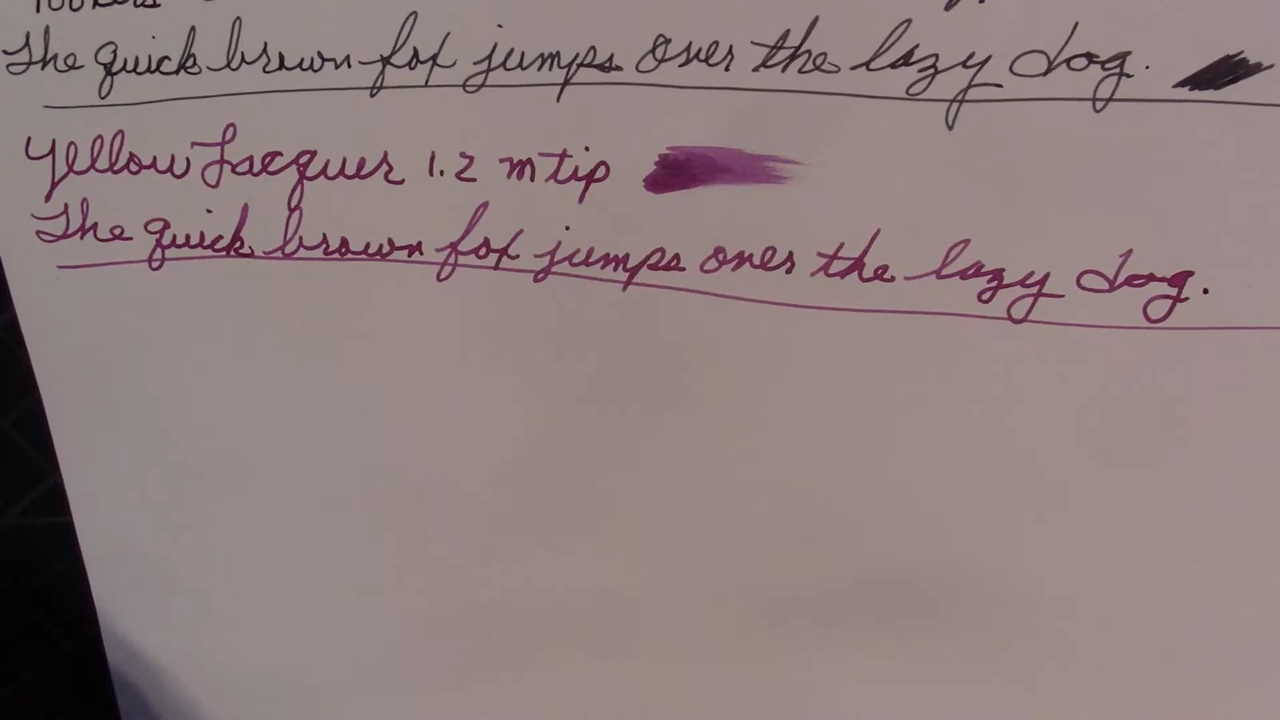 The quick brown fox jumps over the lazy dog.
Yellow Lacquer 1.2 m tip
The quick brown fox jumps over the lazy dog.